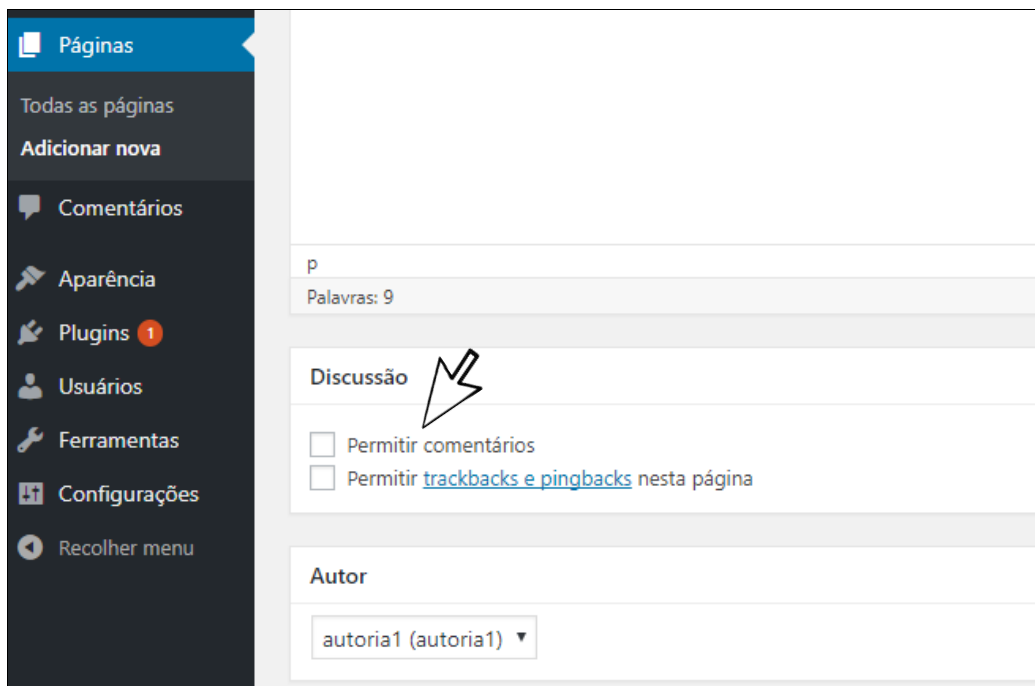 Páginas
Todas as páginas
Adicionar nova
Comentários
Aparência
Plugins 1
Usuários
Ferramentas
Configurações
Recolher menu
p
Palavras: 9
Discussão
Permitir comentários
Permitir trackbacks e pingbacks nesta página
Autor
autoria1 (autoria1)